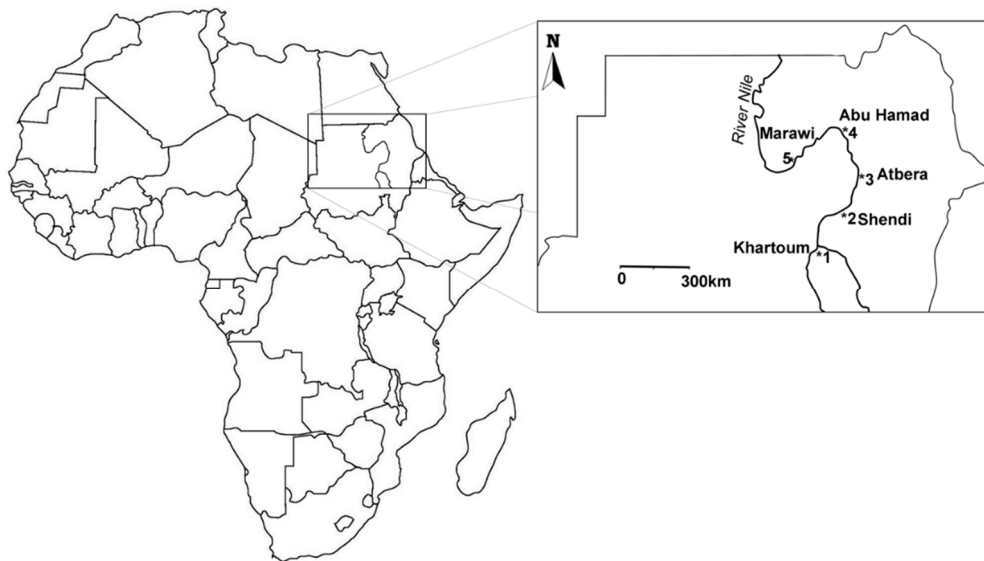 N
River Nile
Abu Hamad
*4
Marawi
5*
*3 Atbera
*2 Shendi
Khartoum
*1
0 300km